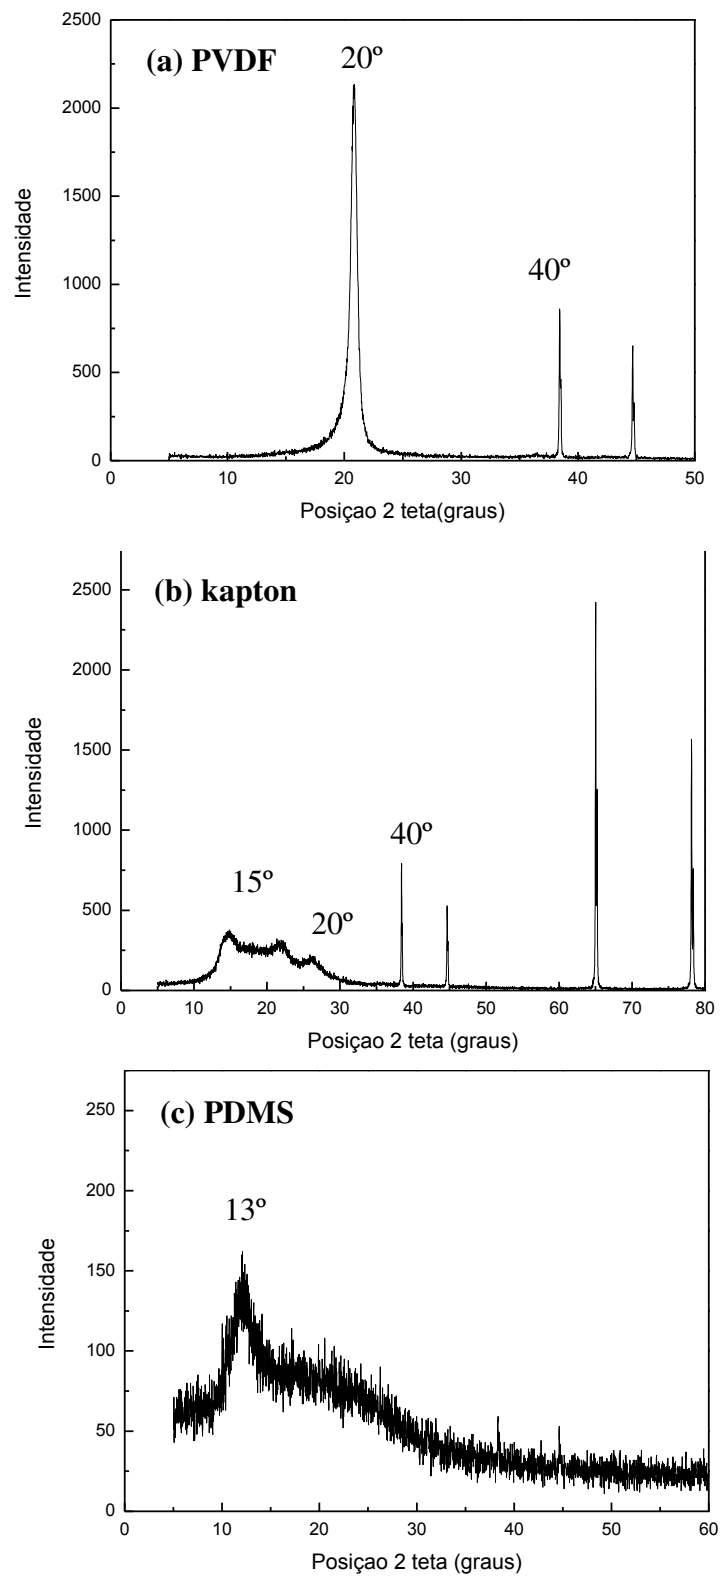 2500
(a) PVDF
20º
2000
1500
Intensidade
40º
1000
500
0
0 10 20 30 40 50
Posiçao 2 teta(graus)
(b) kapton
2500
2000
1500
Intensidade
1000
40º
15º
20º
500
0
0 10 20 30 40 50 60 70 80
Posiçao 2 teta (graus)
(c) PDMS
250
200
13º
150
Intensidade
100
50
0
0 10 20 30 40 50 60
Posiçao 2 teta (graus)